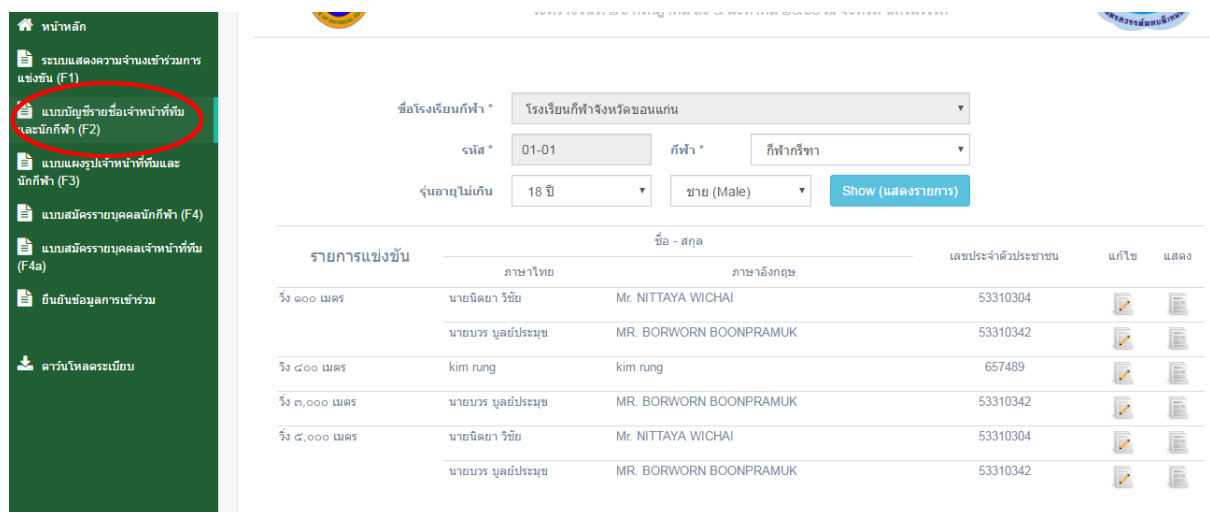 หน้าหลัก
ระบบแสดงความจำนงเข้าร่วมการ
แข่งขัน (F1)
แบบบัญชีรายชื่อเจ้าหน้าที่ทีม
และนักกีฬา (F2)
แบบแผงรูปเจ้าหน้าที่ทีมและ
นักกีฬา (F3)
แบบสมัครรายบุคคลนักกีฬา (F4)
แบบสมัครรายบุคคลเจ้าหน้าที่ทีม
(F4a)
ยืนยันข้อมูลการเข้าร่วม
ดาว์นโหลดระเบียบ
ชื่อโรงเรียนกีฬา * โรงเรียนกีฬาจังหวัดขอนแก่น
รหัส * 01-01 กีฬา * กีฬากรีฑา
รุ่นอายุไม่เกิน 18 ปี ชาย (Male) Show (แสดงรายการ)
รายการแข่งขัน ชื่อ - สกุล เลขประจำตัวประชาชน แก้ไข แสดง
ภาษาไทย ภาษาอังกฤษ
วิ่ง ๑๐๐ เมตร นายนิตยา วิชัย Mr. NITTAYA WICHAI 53310304
นายบวร บูลย์ประมุข MR. BORWORN BOONPRAMUK 53310342
วิ่ง ๔๐๐ เมตร kim rung kim rung 657489
วิ่ง ๓,๐๐๐ เมตร นายบวร บูลย์ประมุข MR. BORWORN BOONPRAMUK 53310342
วิ่ง ๕,๐๐๐ เมตร นายนิตยา วิชัย Mr. NITTAYA WICHAI 53310304
นายบวร บูลย์ประมุข MR. BORWORN BOONPRAMUK 53310342